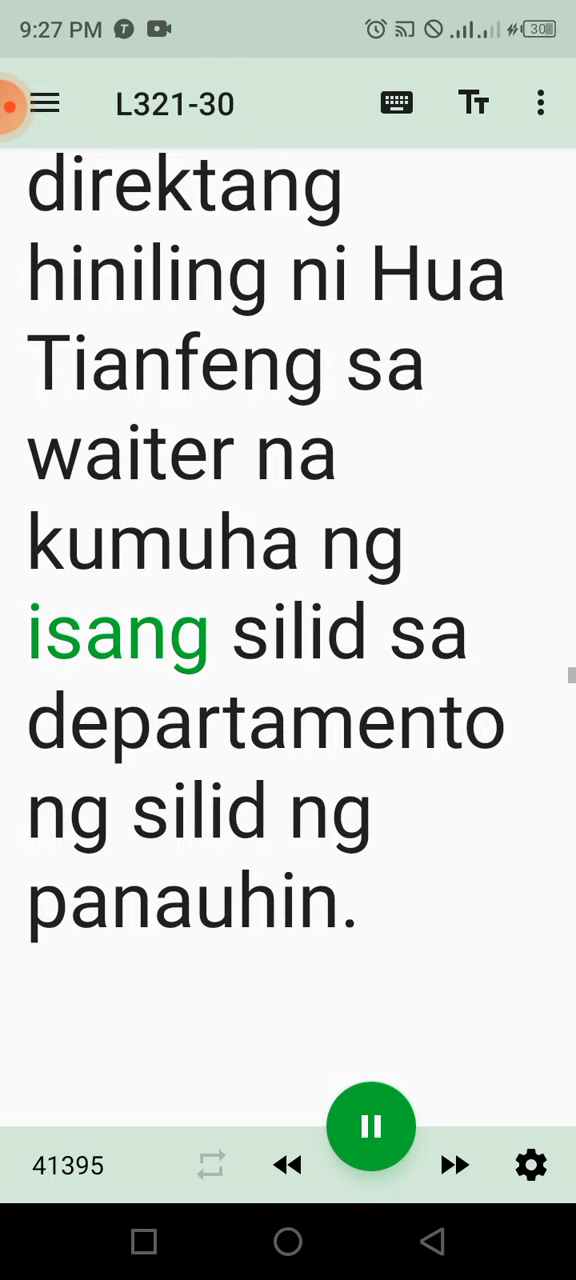 9:27 PM
30
L321-30
direktang
hiniling ni Hua
Tianfeng sa
waiter na
kumuha ng
isang silid sa
departamento
ng silid ng
panauhin.
41395